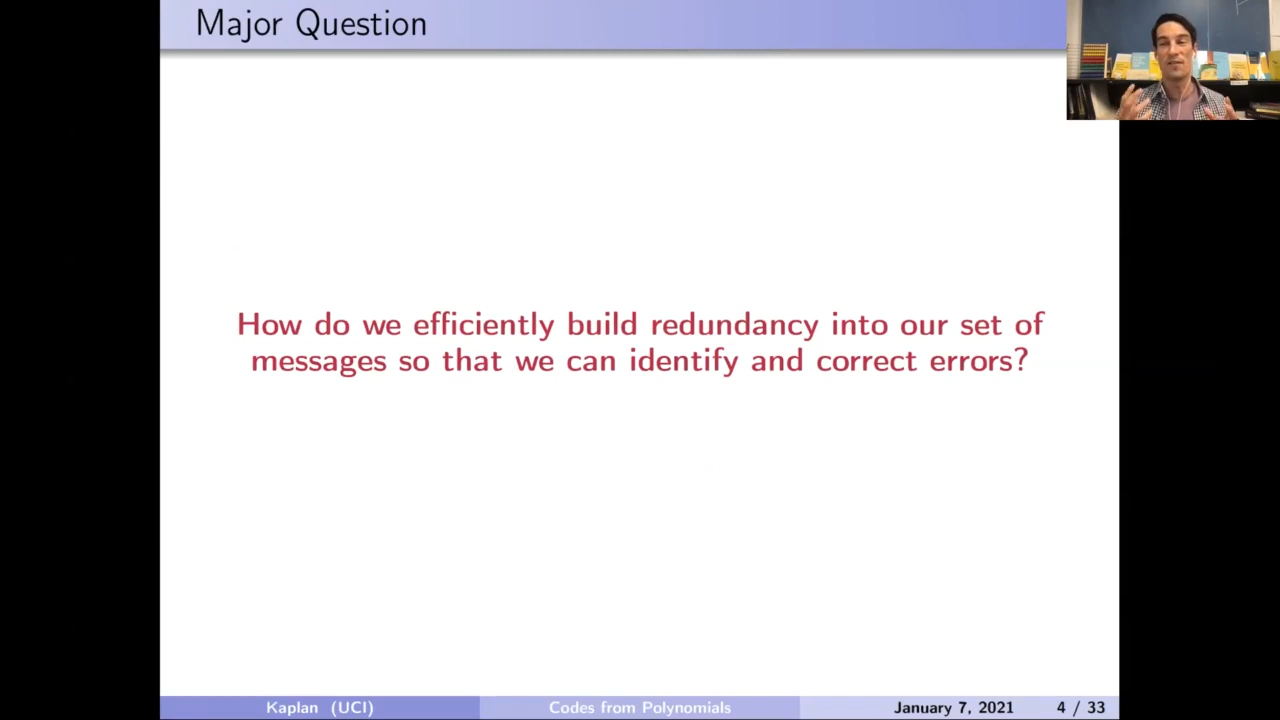 Major Question
How do we efficiently build redundancy into our set of
messages so that we can identify and correct errors?
Kaplan (UCI) Codes from Polynomials January 7, 2021 4 / 33